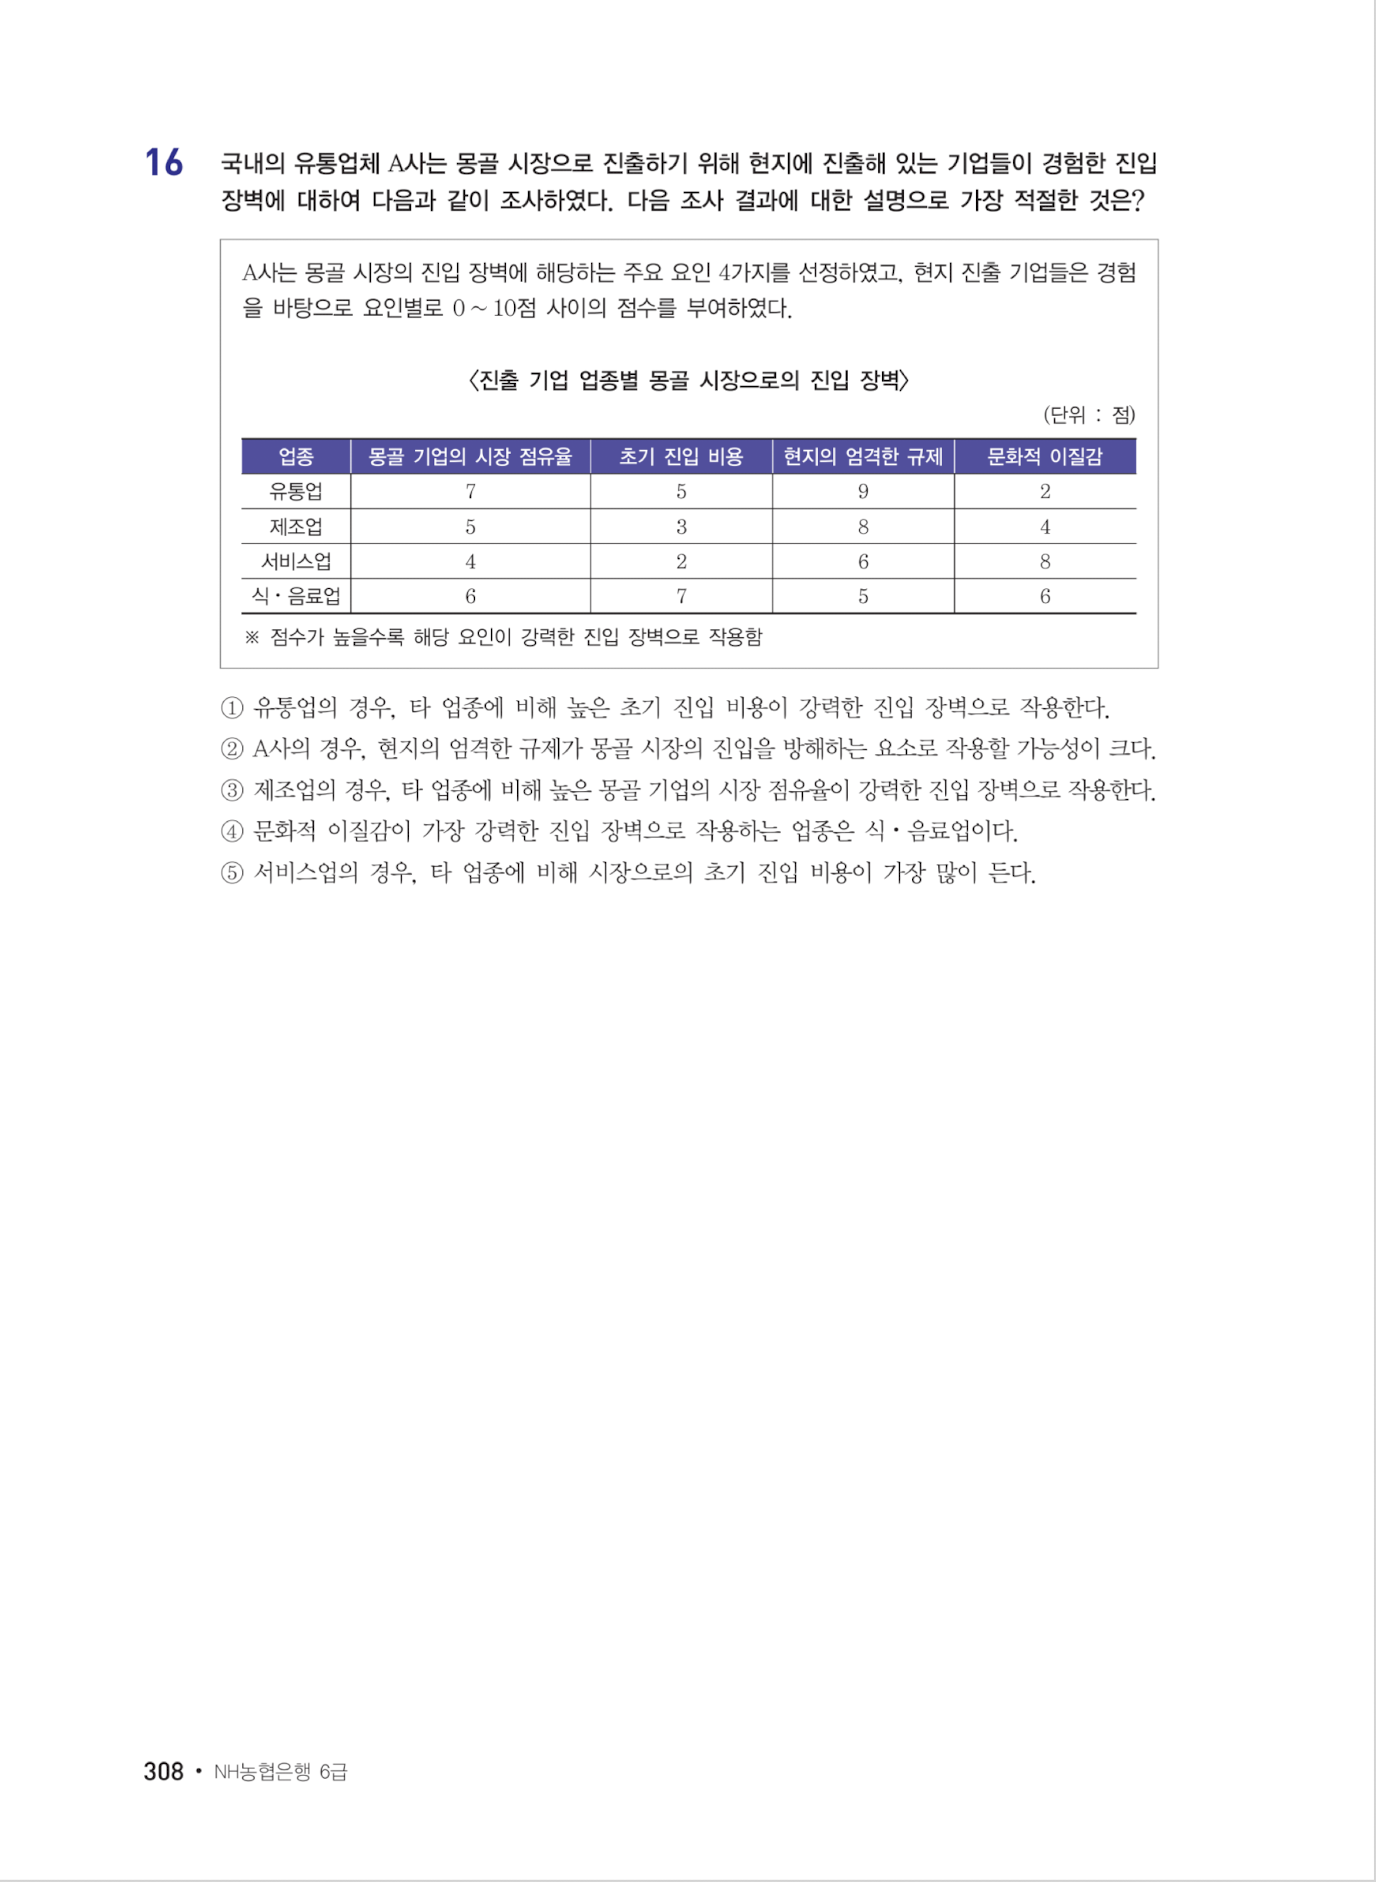 16 국내의 유통업체 A사는 몽골 시장으로 진출하기 위해 현지에 진출해 있는 기업들이 경험한 진입
장벽에 대하여 다음과 같이 조사하였다. 다음 조사 결과에 대한 설명으로 가장 적절한 것은?
A사는 몽골 시장의 진입 장벽에 해당하는 주요 요인 4가지를 선정하였고, 현지 진출 기업들은 경험
을 바탕으로 요인별로 0 ~ 10점 사이의 점수를 부여하였다.
〈진출 기업 업종별 몽골 시장으로의 진입 장벽〉
(단위 : 점)
업종 몽골 기업의 시장 점유율 초기 진입 비용 현지의 엄격한 규제 문화적 이질감
유통업 7 5 9 2
제조업 5 3 8 4
서비스업 4 2 6 8
식・음료업 6 7 5 6
※ 점수가 높을수록 해당 요인이 강력한 진입 장벽으로 작용함
① 유통업의 경우, 타 업종에 비해 높은 초기 진입 비용이 강력한 진입 장벽으로 작용한다.
② A사의 경우, 현지의 엄격한 규제가 몽골 시장의 진입을 방해하는 요소로 작용할 가능성이 크다.
③ 제조업의 경우, 타 업종에 비해 높은 몽골 기업의 시장 점유율이 강력한 진입 장벽으로 작용한다.
④ 문화적 이질감이 가장 강력한 진입 장벽으로 작용하는 업종은 식・음료업이다.
⑤ 서비스업의 경우, 타 업종에 비해 시장으로의 초기 진입 비용이 가장 많이 든다.
308 • NH농협은행 6급